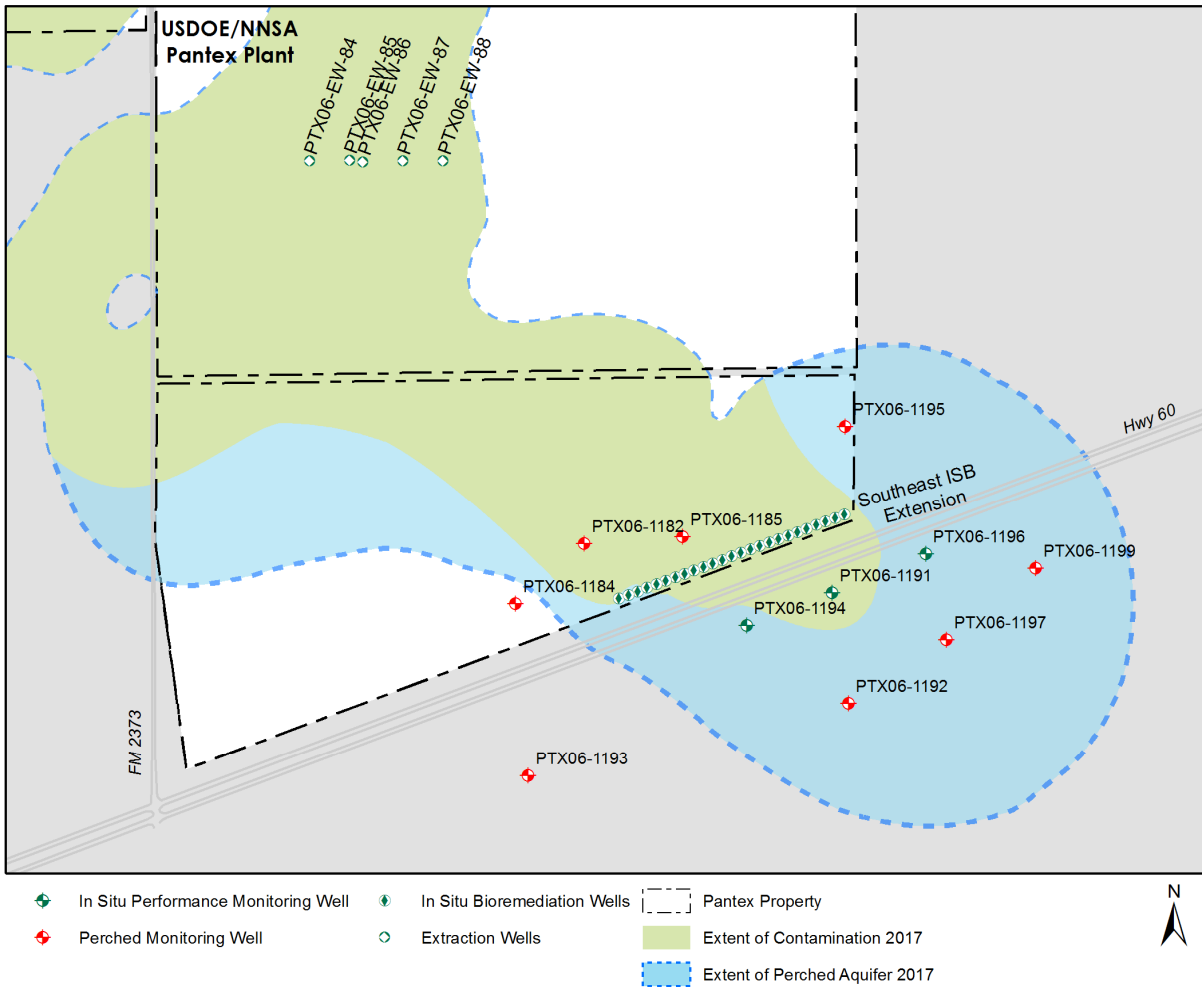 USDOE/NNSA
Pantex Plant
PTX06-EW-84
PTX06-EW-85
PTX06-EW-86
PTX06-EW-87
PTX06-EW-88
PTX06-1195
Hwy 60
Southeast ISB
Extension
PTX06-1182
PTX06-1185
PTX06-1196
PTX06-1199
PTX06-1191
PTX06-1184
PTX06-1194
PTX06-1197
PTX06-1192
FM 2373
PTX06-1193
In Situ Performance Monitoring Well
In Situ Bioremediation Wells
Pantex Property
Perched Monitoring Well
Extraction Wells
Extent of Contamination 2017
Extent of Perched Aquifer 2017
N